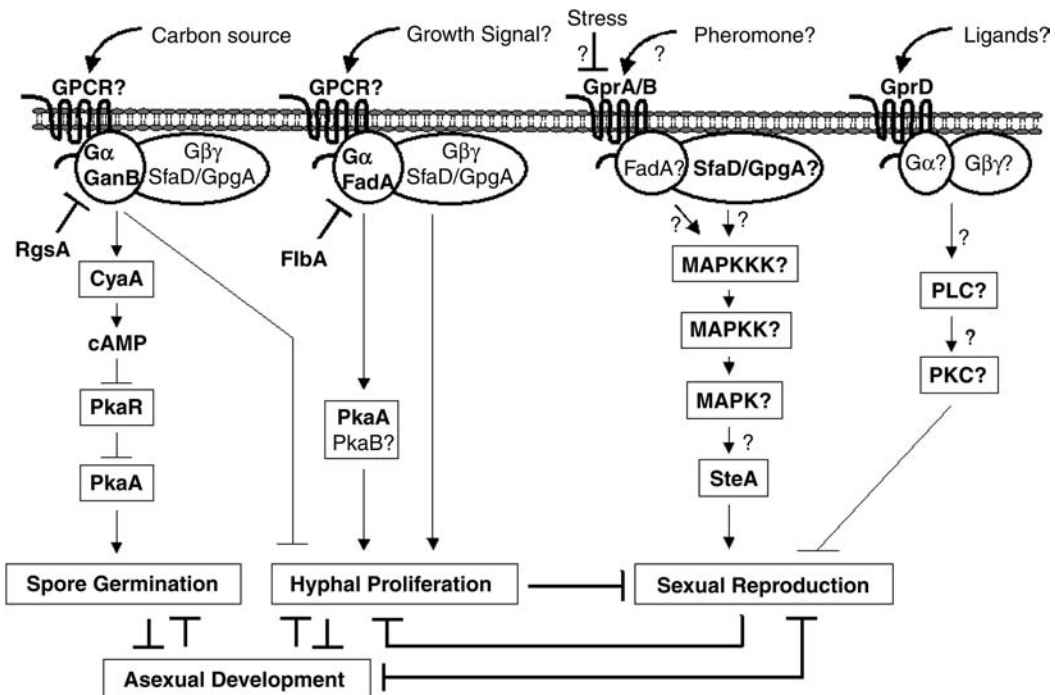 Carbon source
Growth Signal?
Stress
?
?
Pheromone?
Ligands?
GPCR?
GPCR?
GprA/B
GprD
Gα
GanB
Gβγ
SfaD/GpgA
Gα
FadA
Gβγ
SfaD/GpgA
FadA?
SfaD/GpgA?
Gα?
Gβγ?
RgsA
FlbA
?
?
?
CyaA
MAPKKK?
PLC?
cAMP
MAPKK?
?
PkaR
PkaA
PkaB?
MAPK?
PKC?
?
PkaA
SteA
Spore Germination
Hyphal Proliferation
Sexual Reproduction
Asexual Development